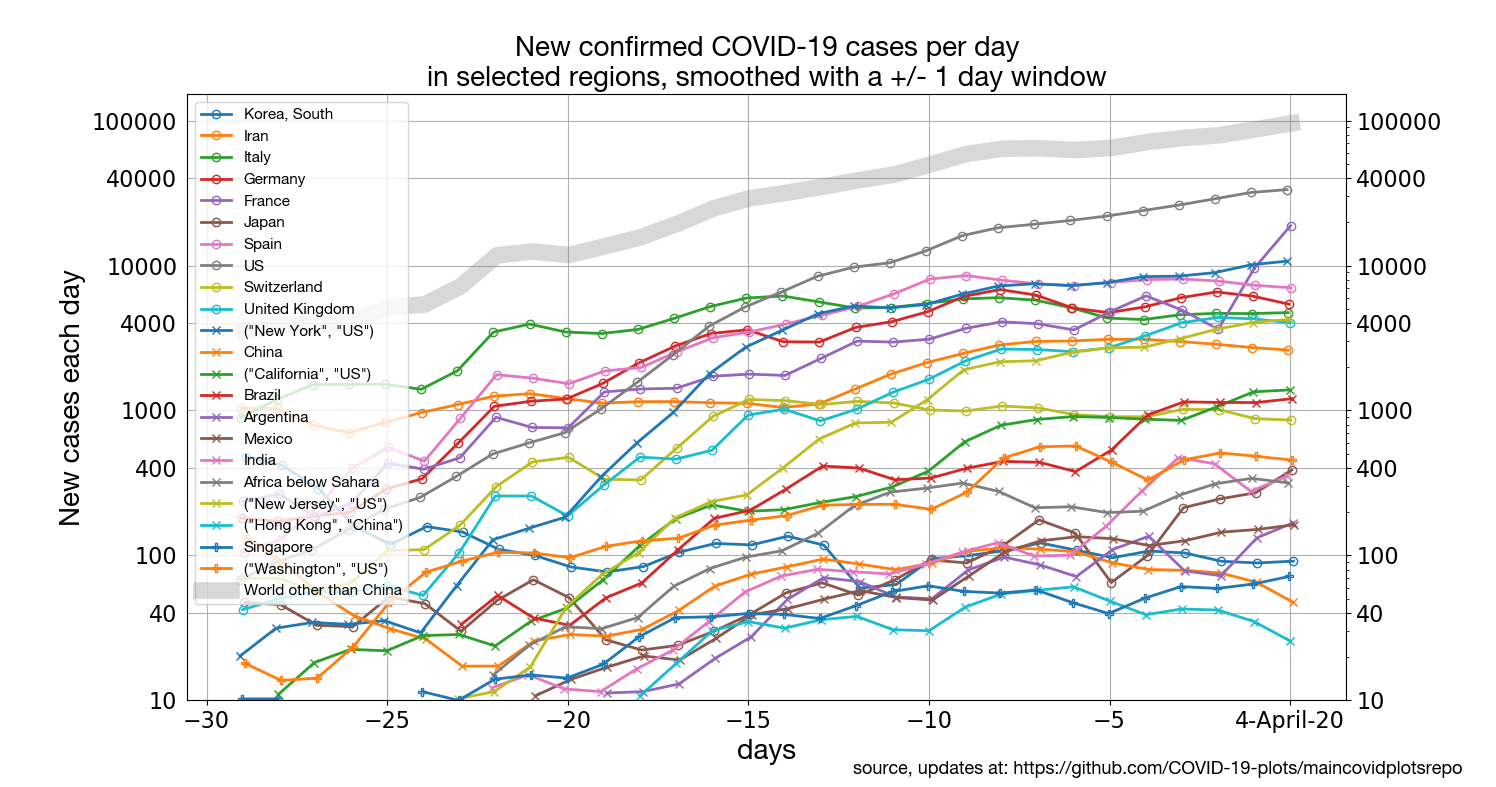 New confirmed COVID-19 cases per day
in selected regions, smoothed with a +/- 1 day window
New cases each day
100000
40000
10000
4000
1000
400
100
40
10
Korea, South
Iran
Italy
Germany
France
Japan
Spain
US
Switzerland
United Kingdom
("New York", "US")
China
("California", "US")
Brazil
Argentina
Mexico
India
Africa below Sahara
("New Jersey", "US")
("Hong Kong", "China")
Singapore
("Washington", "US")
World other than China
100000
40000
10000
4000
1000
400
100
40
10
−30 −25 −20 −15 −10 −5 4-April-20
days
source, updates at: https://github.com/COVID-19-plots/maincovidplotsrepo